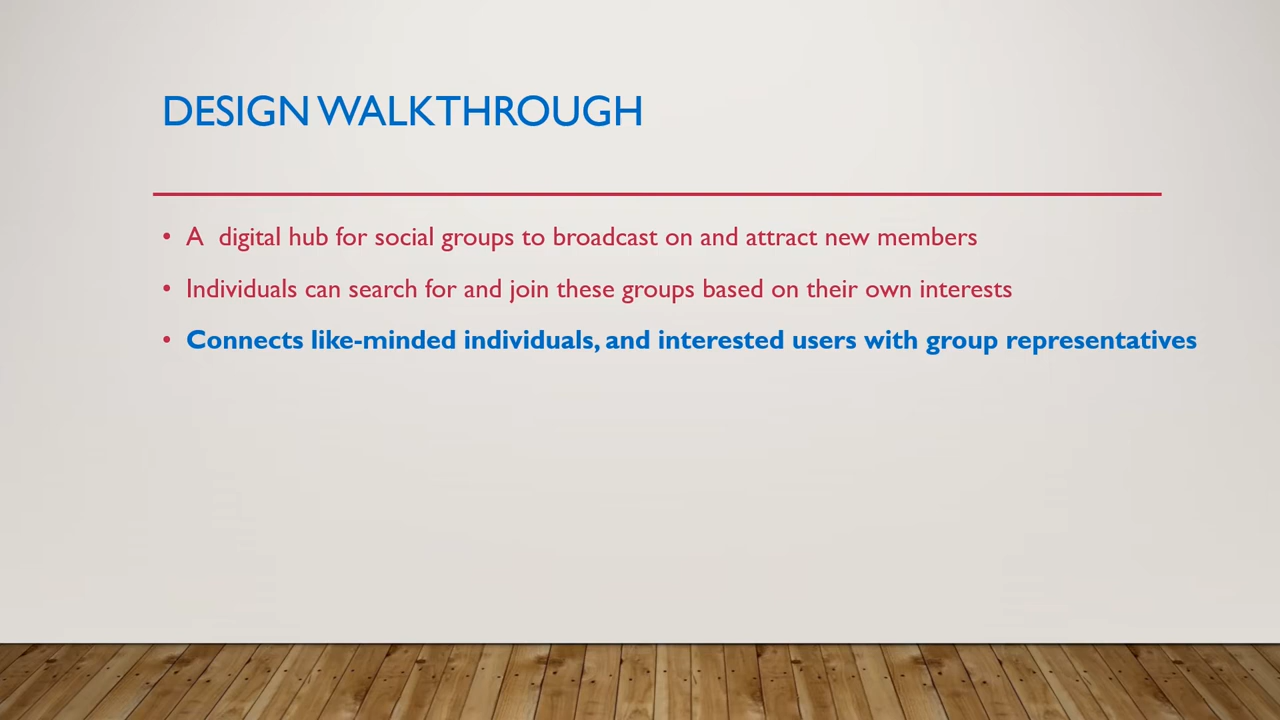 DESIGN WALKTHROUGH
• A  digital hub for social groups to broadcast on and attract new members
• Individuals can search for and join these groups based on their own interests
• Connects like-minded individuals, and interested users with group representatives